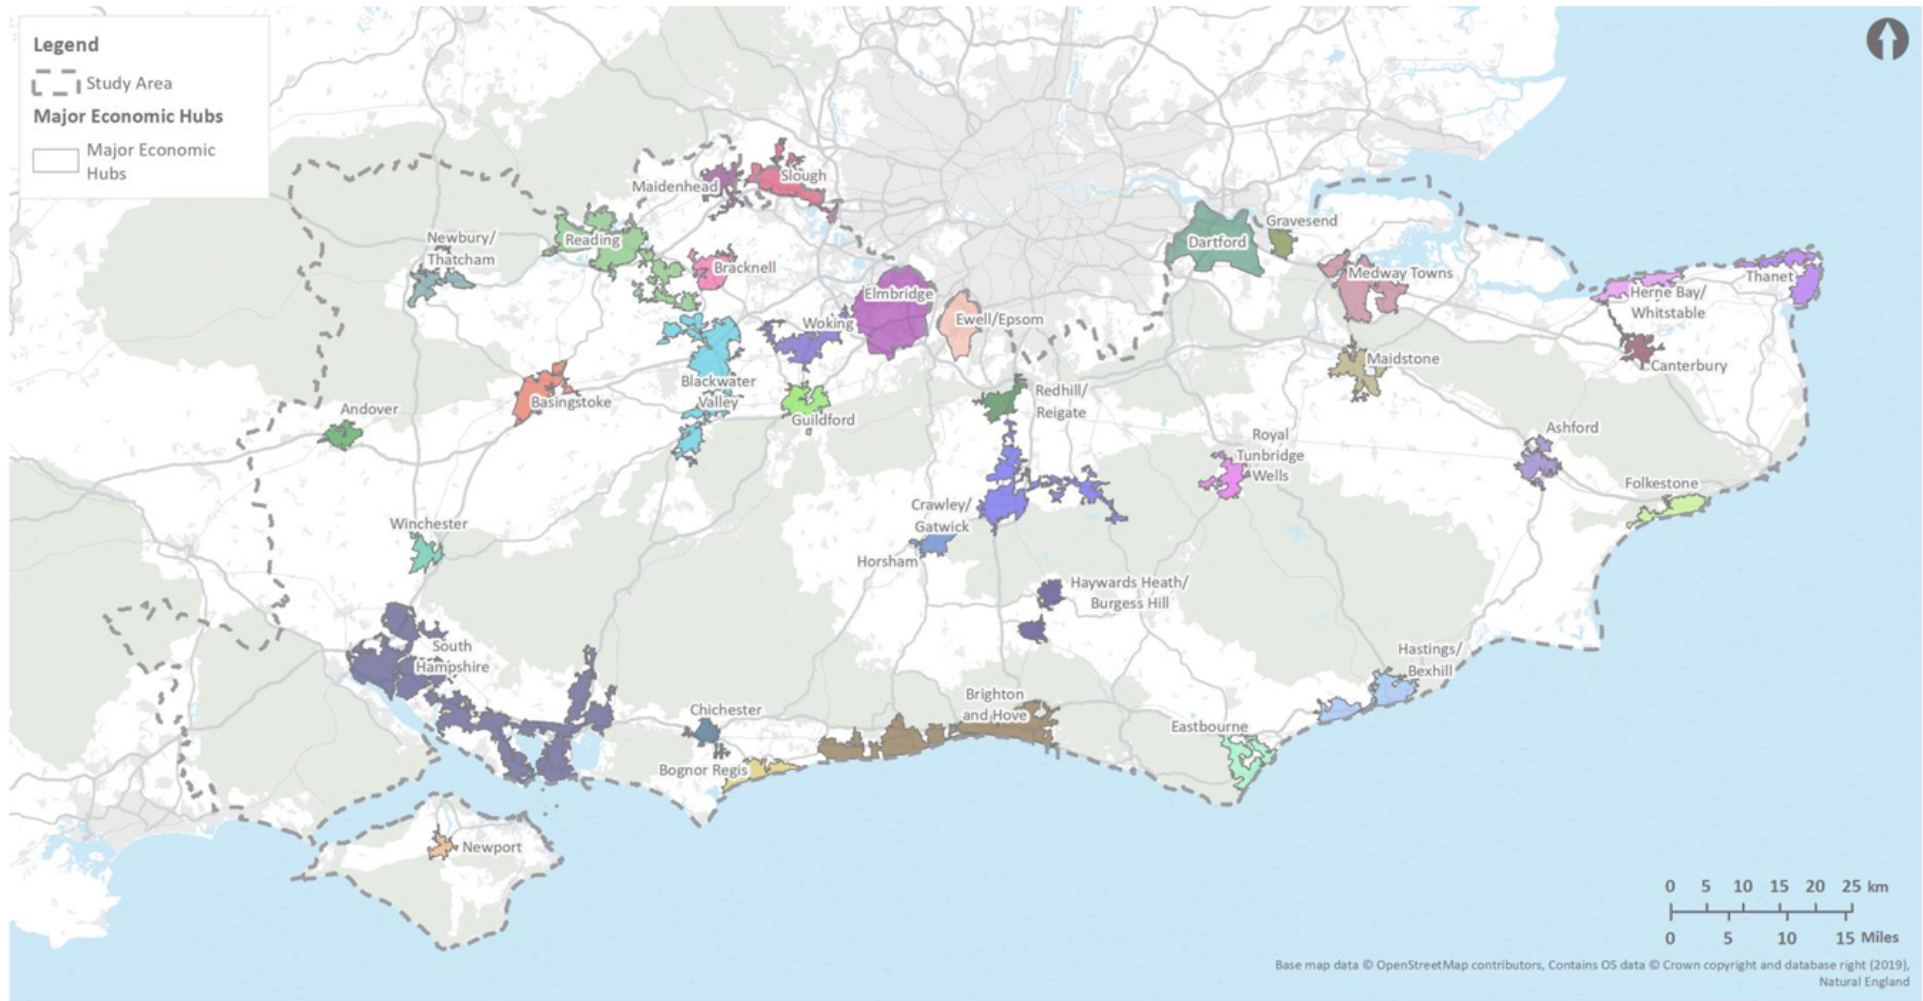 Legend
Study Area
Major Economic Hubs
Major Economic
Hubs
Maidenhead
Slough
Newbury/
Thatcham
Reading
Bracknell
Elmbridge
Ewell/Epsom
Dartford
Gravesend
Medway Towns
Thanet
Herne Bay/
Whitstable
Canterbury
Woking
Blackwater
Valley
Basingstoke
Guildford
Andover
Redhill/
Reigate
Maidstone
Royal
Tunbridge
Wells
Ashford
Folkestone
Winchester
Crawley/
Gatwick
Horsham
Haywards Heath/
Burgess Hill
South
Hampshire
Chichester
Bognor Regis
Brighton
and Hove
Eastbourne
Hastings/
Bexhill
Newport
0 5 10 15 20 25 km
0 5 10 15 Miles
Base map data © OpenStreetMap contributors, Contains OS data © Crown copyright and database right (2019),
Natural England